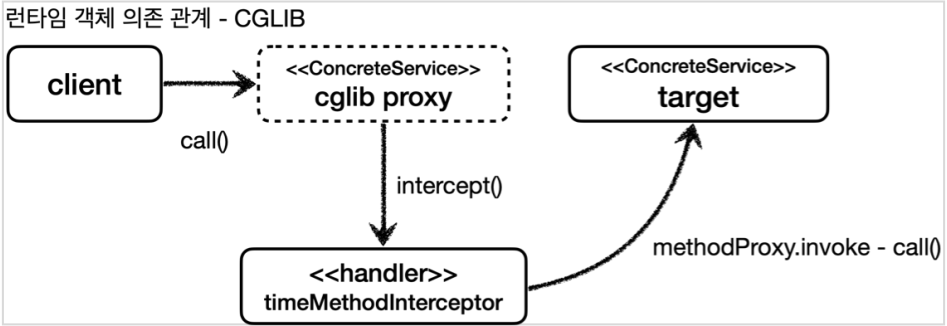 런타임 객체 의존 관계 - CGLIB
client
call()
<<ConcreteService>>
cglib proxy
intercept()
<<handler>>
timeMethodInterceptor
methodProxy.invoke - call()
<<ConcreteService>>
target